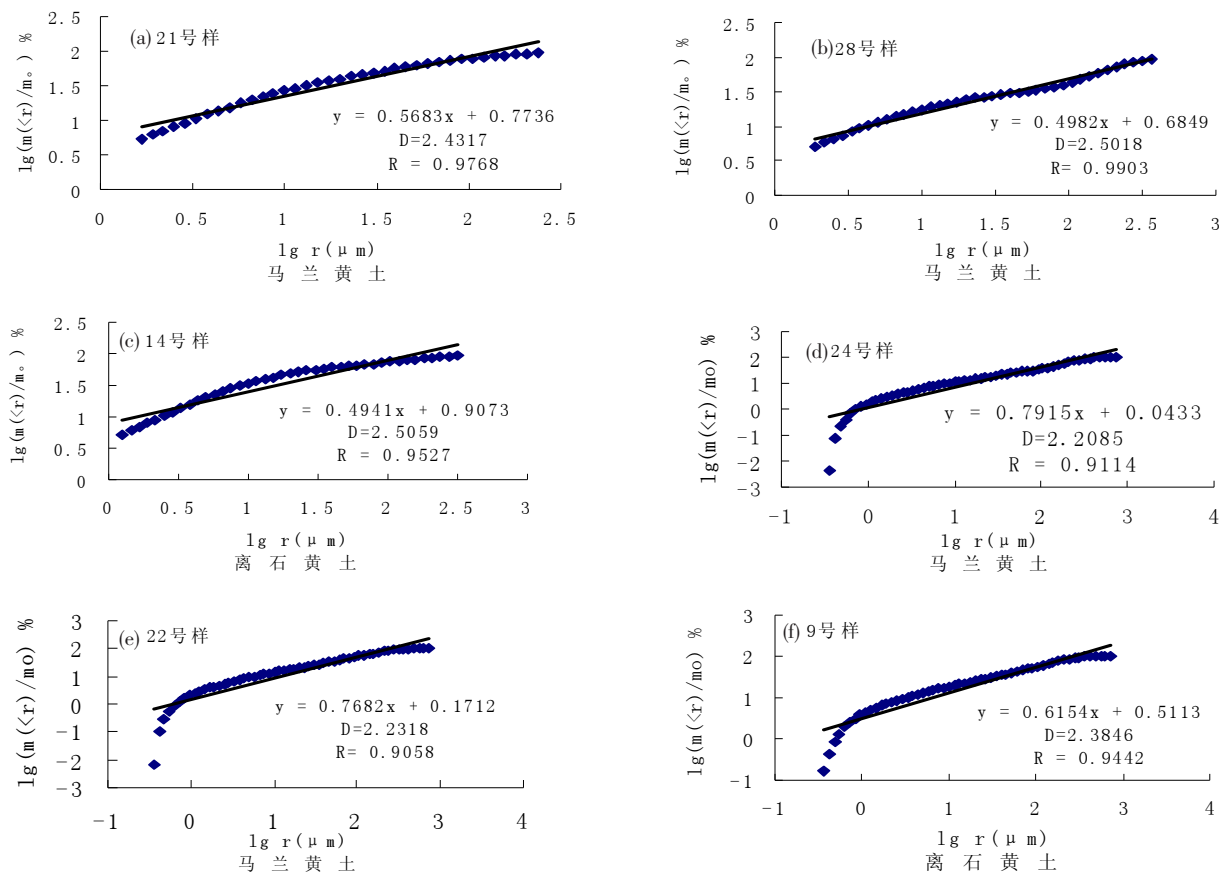 (a) 21号样
lg(m(<r)/m。) %
2.5
2
1.5
1
0.5
0
y = 0.5683x + 0.7736
D=2.4317
R = 0.9768
0 0.5 1 1.5 2 2.5
lg r(μm)
马 兰 黄 土
(b)28号样
lg(m(<r)/m。) %
2.5
2
1.5
1
0.5
0
y = 0.4982x + 0.6849
D=2.5018
R= 0.9903
0 0.5 1 1.5 2 2.5 3
lg r(μm)
马 兰 黄 土
(c) 14号样
lg(m(<r)/m。) %
2.5
2
1.5
1
0.5
0
y = 0.4941x + 0.9073
D=2.5059
R = 0.9527
0 0.5 1 1.5 2 2.5
lg r(μm)
离 石 黄 土
(d) 24号样
lg(m(<r)/mo) %
3
2
1
0
-1
-2
-3
y = 0.7915x + 0.0433
D=2.2085
R = 0.9114
-1 0 1 2 3 4
lg r(μm)
马 兰 黄 土
(e) 22号样
lg(m(<r)/mo) %
3
2
1
0
-1
-2
-3
y = 0.7682x + 0.1712
D=2.2318
R= 0.9058
-1 0 1 2 3 4
lg r(μm)
马 兰 黄 土
(f) 9号样
lg(m(<r)/mo) %
3
2
1
0
-1
y = 0.6154x + 0.5113
D=2.3846
R = 0.9442
-1 0 1 2 3 4
lg r(μm)
离 石 黄 土